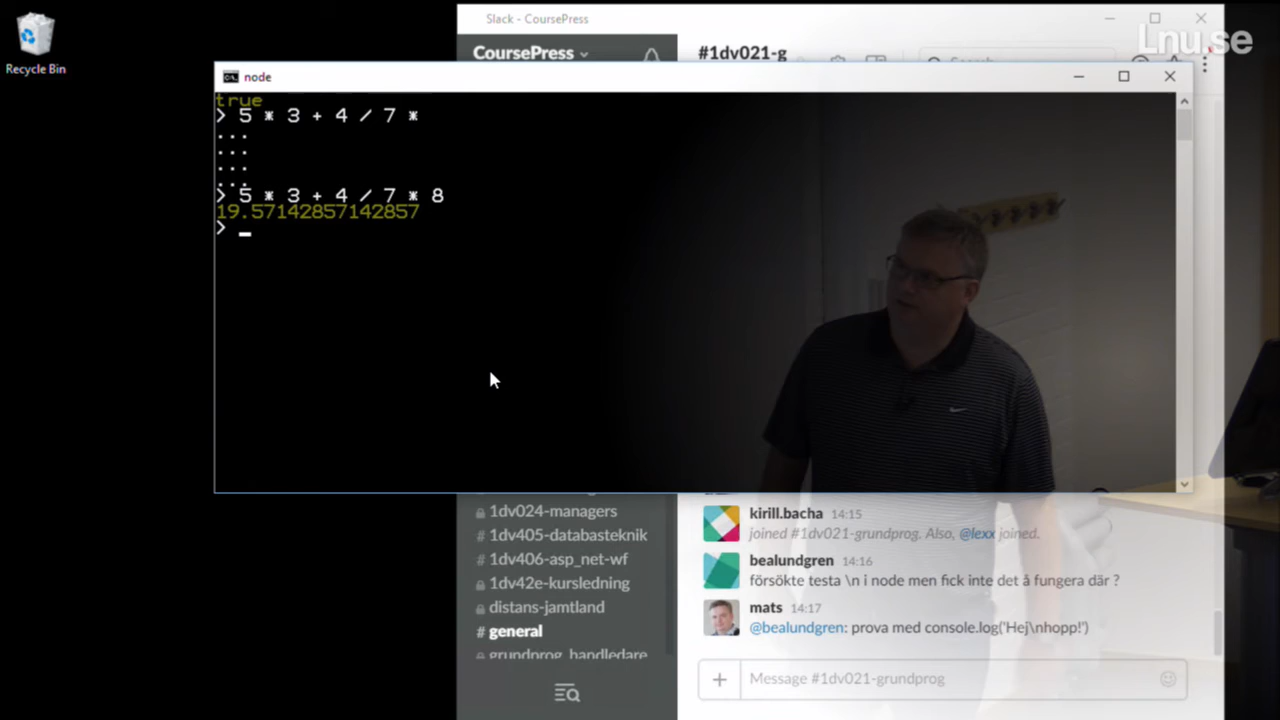 Slack - CoursePress
Lnu.se
Recycle Bin
CoursePress
#1dv021-g
node
true
> 5 * 3 + 4 / 7 *
...
...
...
...
> 5 * 3 + 4 / 7 * 8
19.57142857142857
>
1dv024-managers
# 1dv405-databasteknik
# 1dv406-asp_net-wf
1dv42e-kursledning
distans-jamtland
# general
grundprog_handledare
kirill.bacha 14:15
joined #1dv021-grundprog. Also, @lexx joined.
bealundgren 14:16
försökte testa \n i node men fick inte det å fungera där ?
mats 14:17
@bealundgren: prova med console.log('Hej\nhopp!')
Message #1dv021-grundprog